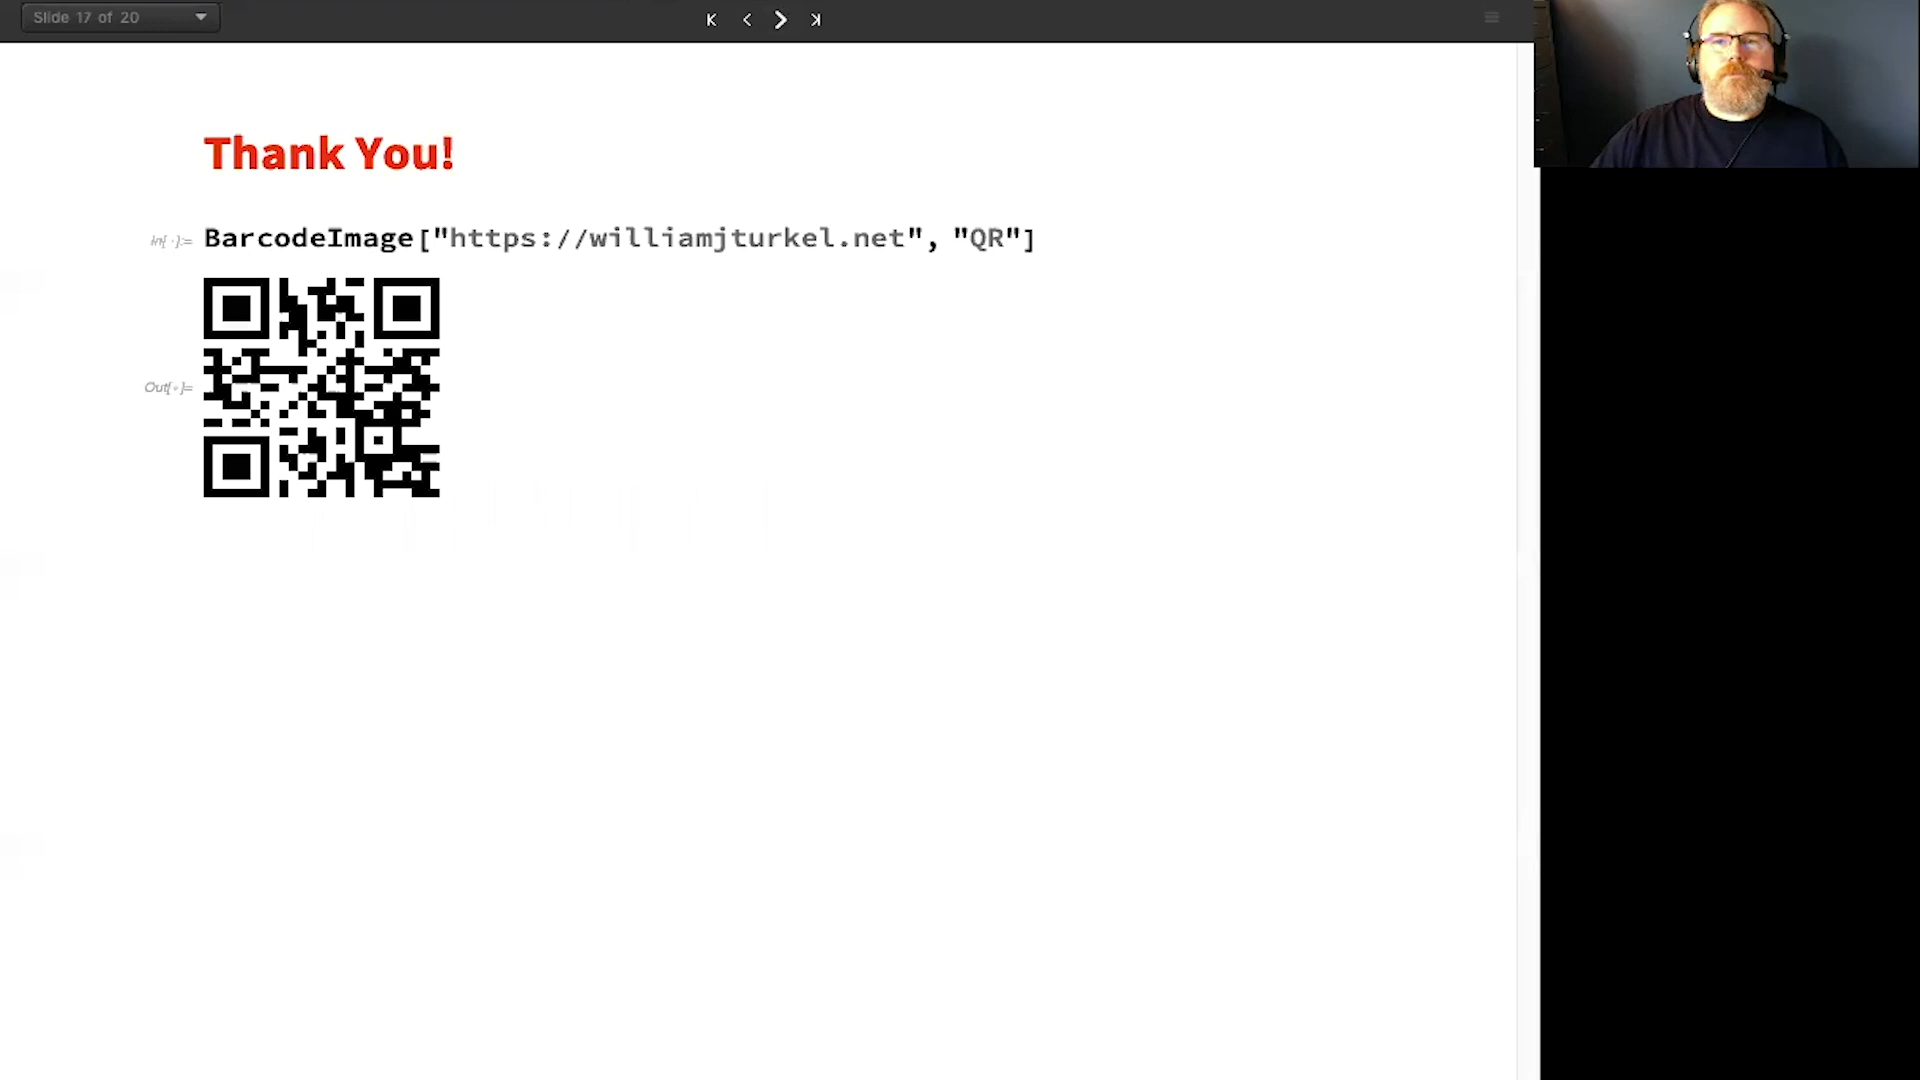 Slide 17 of 20
Thank You!
In[ ]:= BarcodeImage["https://williamjturkel.net", "QR"]
Out[ ]=